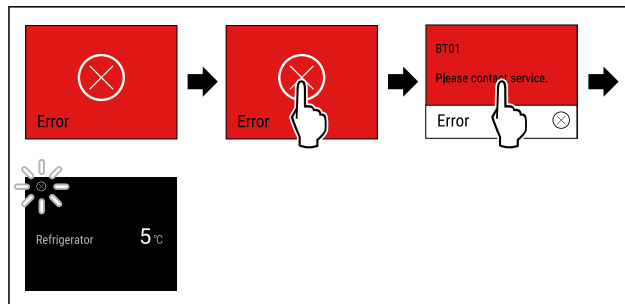 Error
Error
BT01
Please contact service.
Error
Refrigerator 5 °C